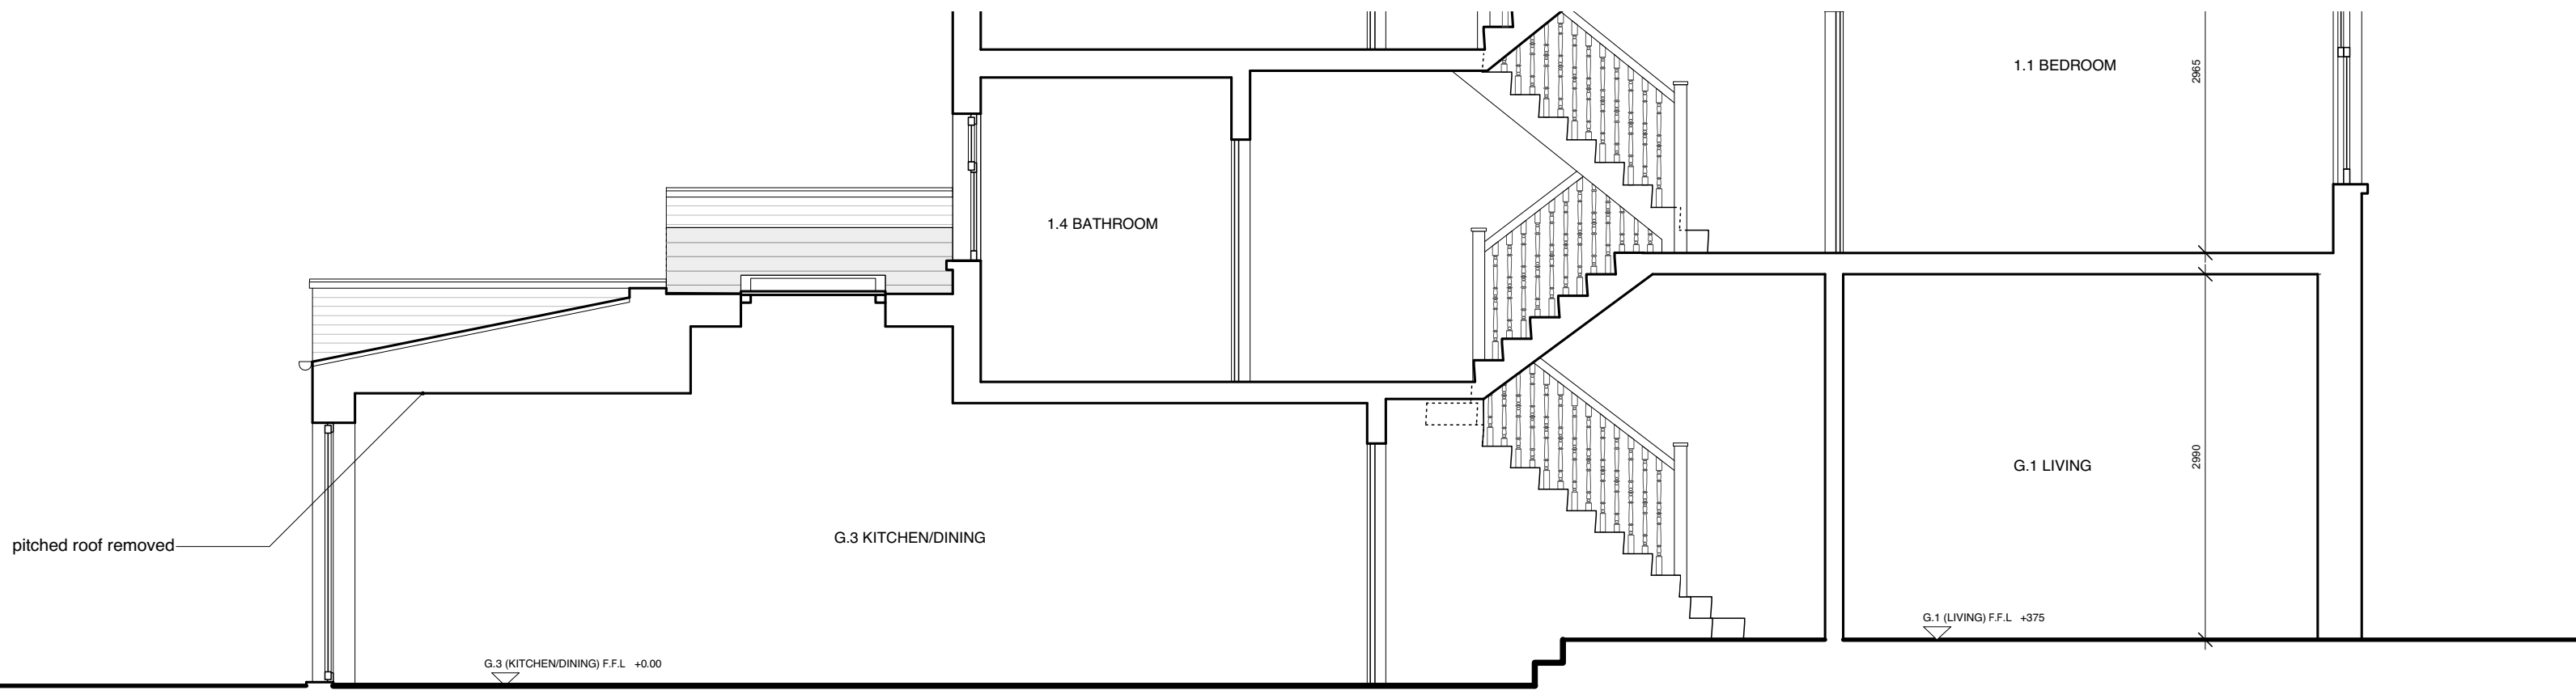 1.1 BEDROOM
2965
1.4 BATHROOM
G.1 LIVING
2990
G.3 KITCHEN/DINING
pitched roof removed
G.1 (LIVING) F.F.L +375
G.3 (KITCHEN/DINING) F.F.L +0.00